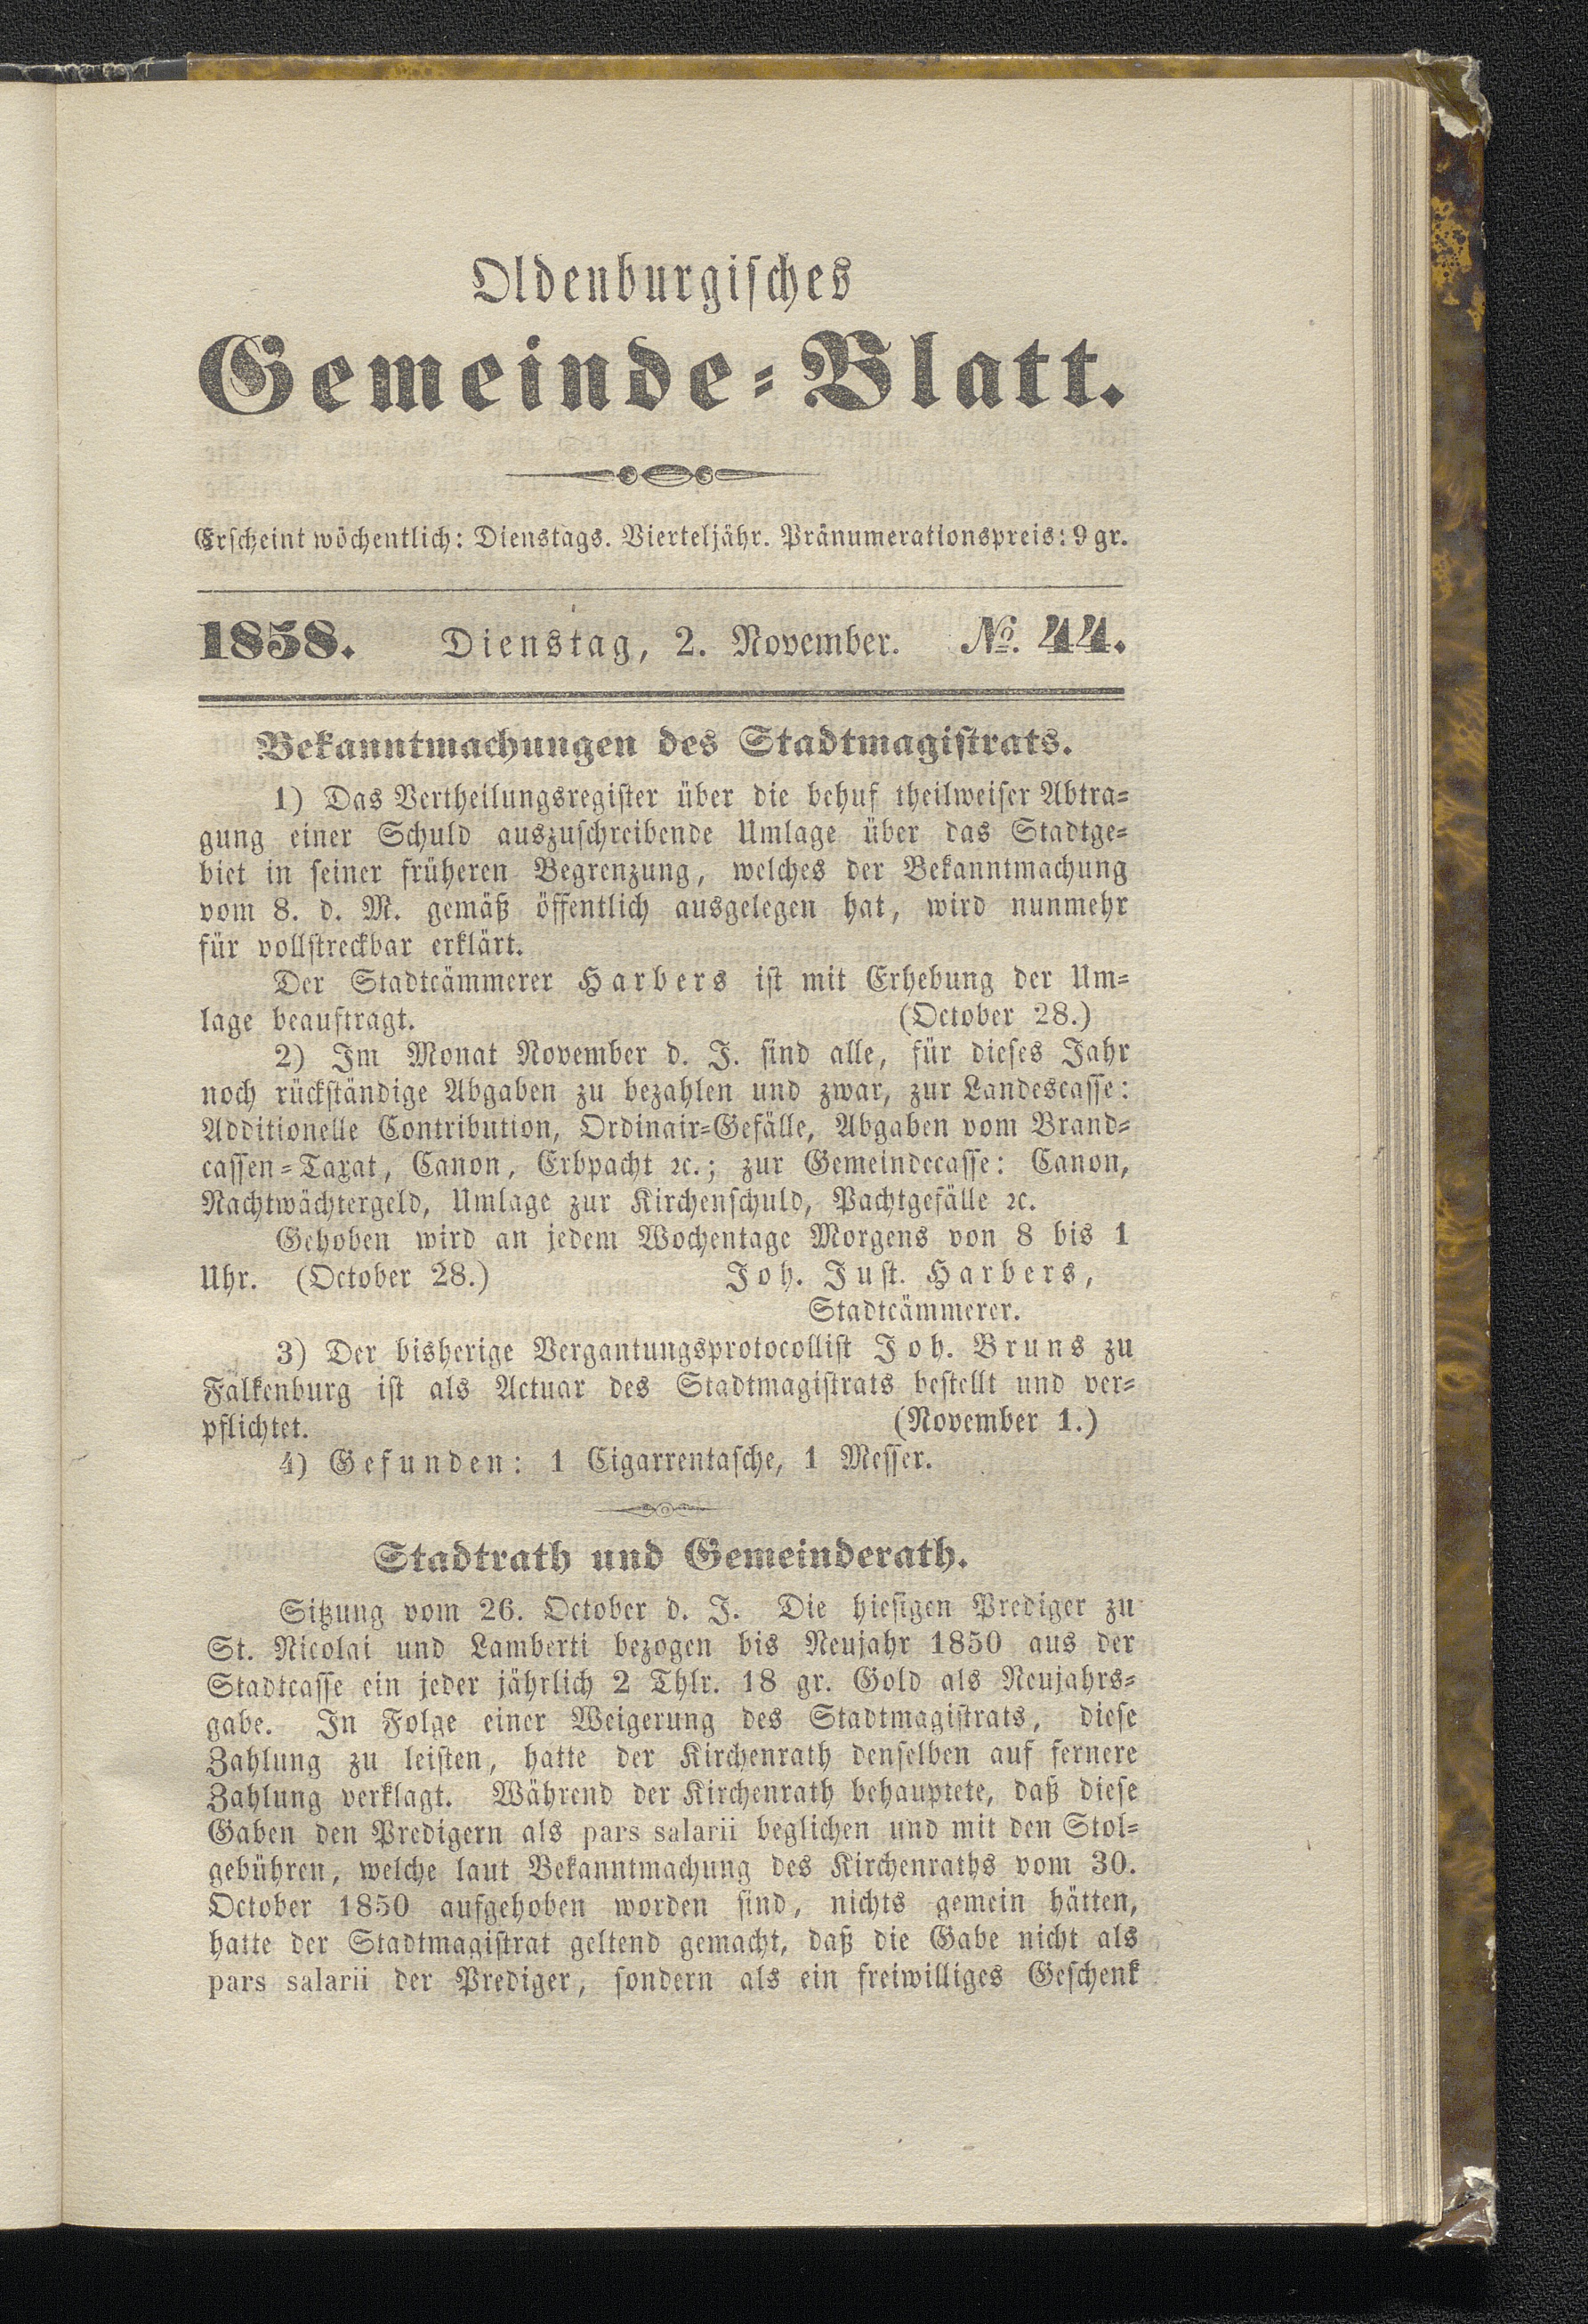 Oldenburgisches
Gemeinde-Blatt.
Erscheint wöchentlich: Dienstags. Vierteljähr. Pränumerationspreis: 9 gr.
1858. Dienstag, 2. November. No. 44.
Bekanntmachungen des Stadtmagistrats.
1) Das Vertheilungsregister über die behuf theilweiser Abtra-
gung einer Schuld auszuschreibende Umlage über das Stadtge-
biet in seiner früheren Begrenzung, welches der Bekanntmachung
vom 8. d. M. gemäß öffentlich ausgelegen hat, wird nunmehr
für vollstreckbar erklärt.
Der Stadtcämmerer Harbers ist mit Erhebung der Um-
lage beauftragt. (October 28.)
2) Im Monat November d. J. sind alle, für dieses Jahr
noch rückständige Abgaben zu bezahlen und zwar, zur Landescasse:
Additionelle Contribution, Ordinair-Gefälle, Abgaben vom Brand-
cassen-Taxat, Canon, Erbpacht ꝛc.; zur Gemeindecasse: Canon,
Nachtwächtergeld, Umlage zur Kirchenschuld, Pachtgefälle ꝛc.
Gehoben wird an jedem Wochentage Morgens von 8 bis 1
Uhr. (October 28.) Joh. Just. Harbers,
Stadtcämmerer.
3) Der bisherige Vergantungsprotocollist Joh. Bruns zu
Falkenburg ist als Actuar des Stadtmagistrats bestellt und ver-
pflichtet. (November 1.)
4) Gefunden: 1 Cigarrentasche, 1 Messer.
Stadtrath und Gemeinderath.
Sitzung vom 26. October d. J. Die hiesigen Prediger zu
St. Nicolai und Lamberti bezogen bis Neujahr 1850 aus der
Stadtcasse ein jeder jährlich 2 Thlr. 18 gr. Gold als Neujahrs-
gabe. In Folge einer Weigerung des Stadtmagistrats, diese
Zahlung zu leisten, hatte der Kirchenrath denselben auf fernere
Zahlung verklagt. Während der Kirchenrath behauptete, daß diese
Gaben den Predigern als pars salarii beglichen und mit den Stol-
gebühren, welche laut Bekanntmachung des Kirchenraths vom 30.
October 1850 aufgehoben worden sind, nichts gemein hätten,
hatte der Stadtmagistrat geltend gemacht, daß die Gabe nicht als
pars salarii der Prediger, sondern als ein freiwilliges Geschenk